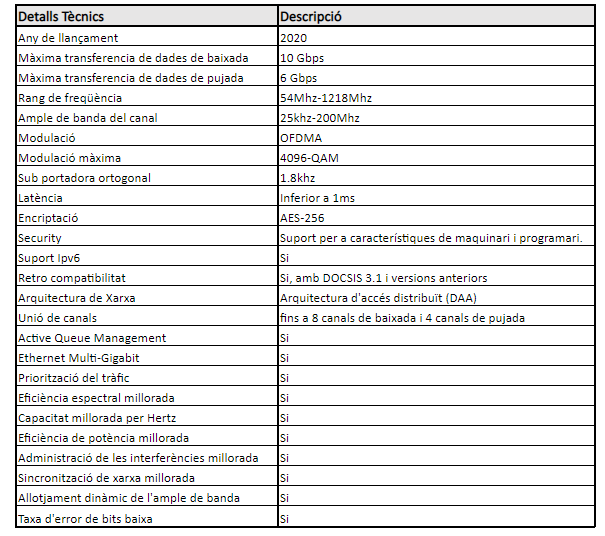 Detalls Tècnics Descripció
Any de llançament 2020
Màxima transferencia de dades de baixada 10 Gbps
Màxima transferencia de dades de pujada 6 Gbps
Rang de freqüència 54Mhz-1218Mhz
Ample de banda del canal 25khz-200Mhz
Modulació OFDMA
Modulació màxima 4096-QAM
Sub portadora ortogonal 1.8khz
Latència Inferior a 1ms
Encriptació AES-256
Security Suport per a característiques de maquinari i programari.
Suport Ipv6 Si
Retro compatibilitat Si, amb DOCSIS 3.1 i versions anteriors
Arquitectura de Xarxa Arquitectura d'accés distribuït (DAA)
Unió de canals fins a 8 canals de baixada i 4 canals de pujada
Active Queue Management Si
Ethernet Multi-Gigabit Si
Priorització del tràfic Si
Eficiència espectral millorada Si
Capacitat millorada per Hertz Si
Eficiència de potència millorada Si
Administració de les interferències millorada Si
Sincronització de xarxa millorada Si
Allotjament dinàmic de l'ample de banda Si
Taxa d'error de bits baixa Si